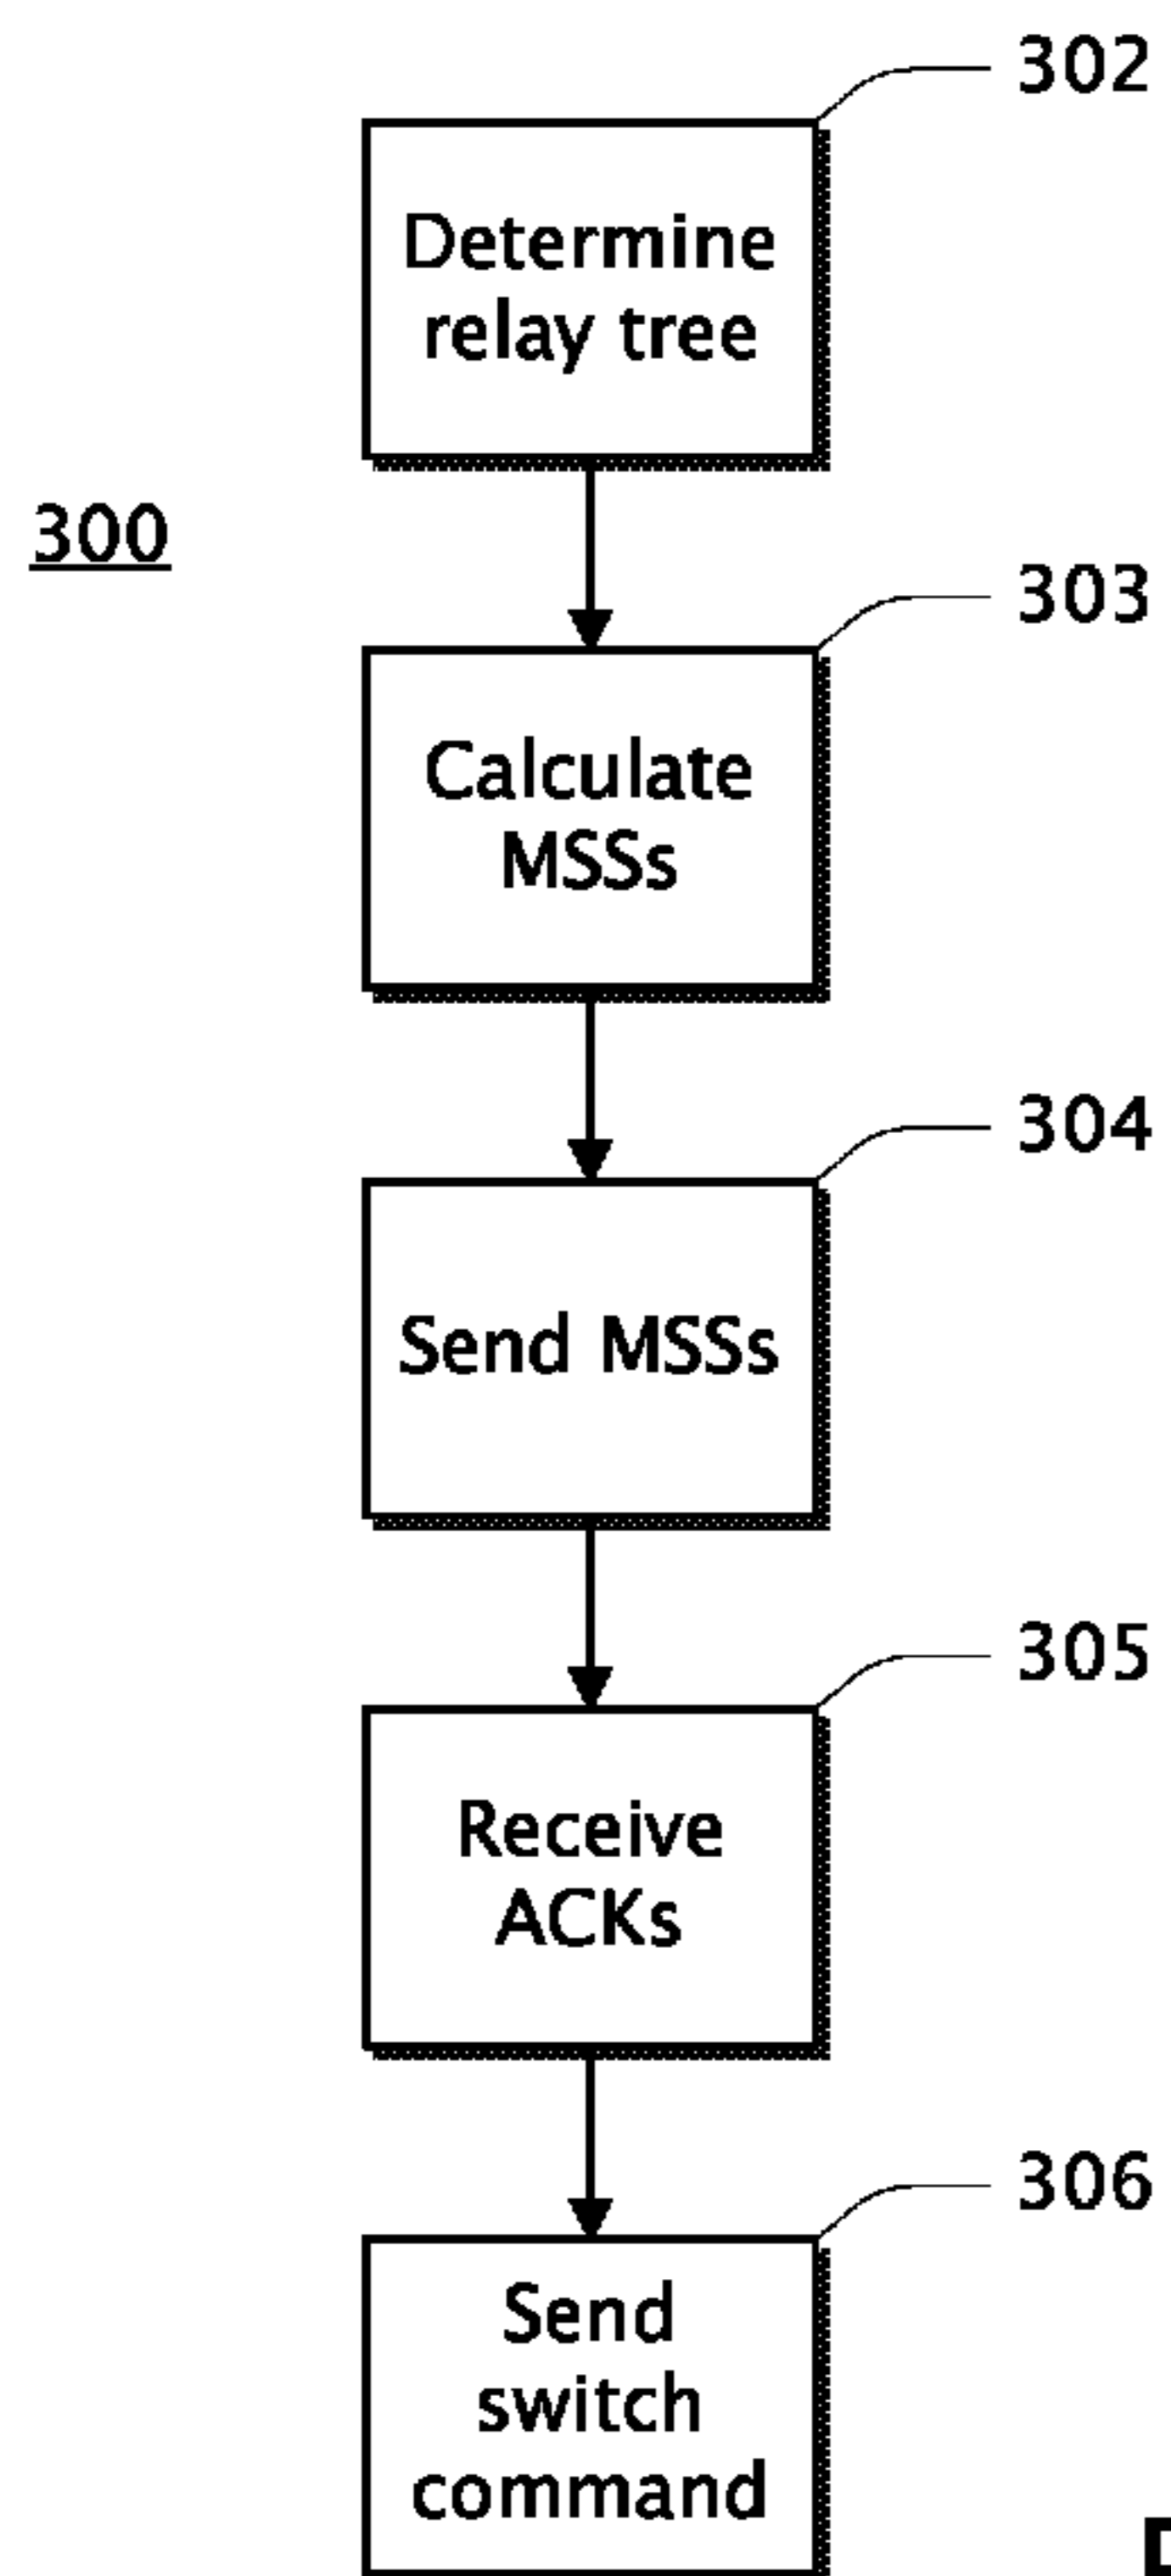 302
Determine
relay tree
300
303
Calculate
MSSs
304
Send MSSs
305
Receive
ACKs
306
Send
switch
command